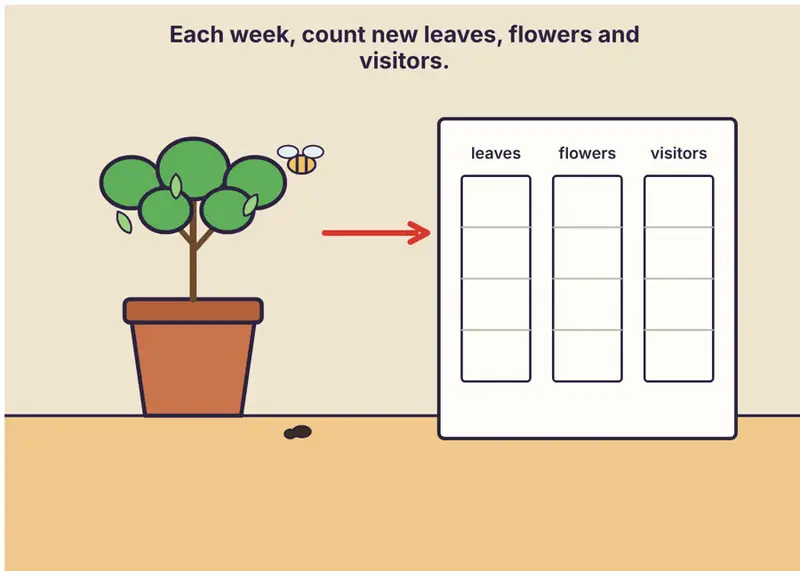 Each week, count new leaves, flowers and
visitors.
leaves flowers visitors